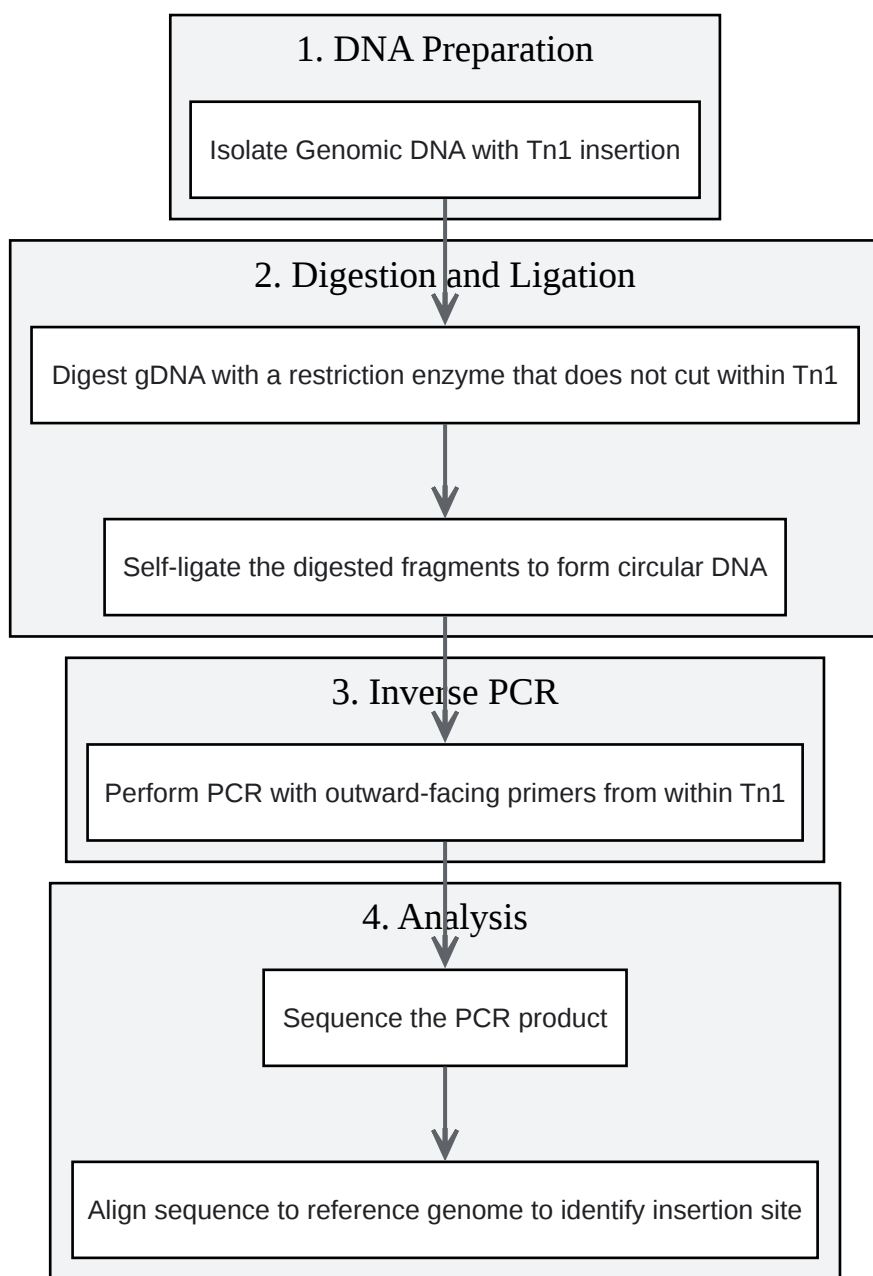 1. DNA Preparation
Isolate Genomic DNA with Tn1 insertion
2. Digestion and Ligation
Digest gDNA with a restriction enzyme that does not cut within Tn1
Self-ligate the digested fragments to form circular DNA
3. Inverse PCR
Perform PCR with outward-facing primers from within Tn1
4. Analysis
Sequence the PCR product
Align sequence to reference genome to identify insertion site